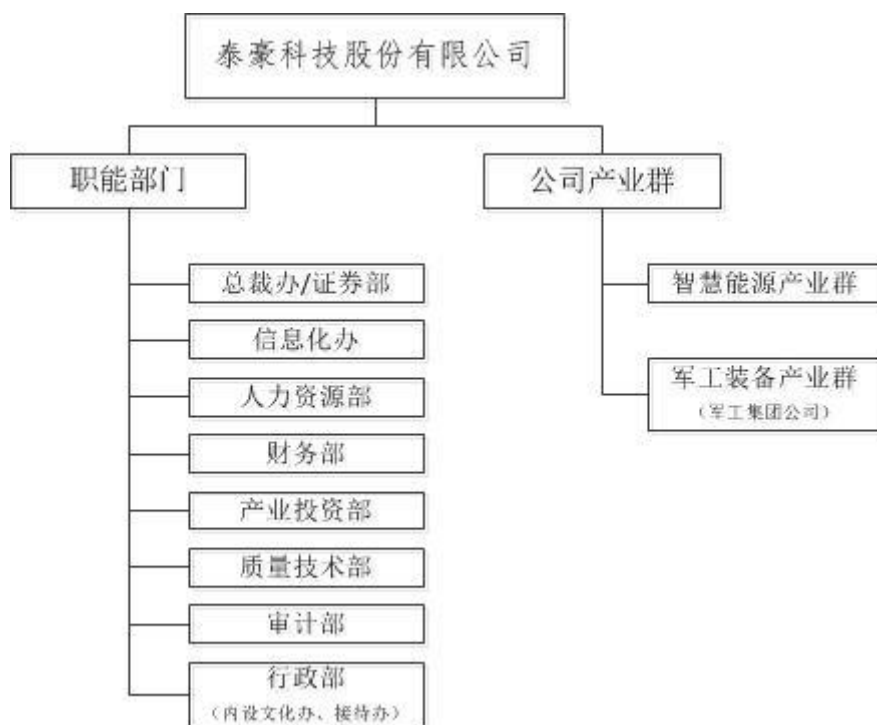 泰豪科技股份有限公司
职能部门
公司产业群
总裁办/证券部
信息化办
人力资源部
财务部
产业投资部
质量技术部
审计部
行政部
（内设文化办、接待办）
智慧能源产业群
军工装备产业群
（军工集团公司）